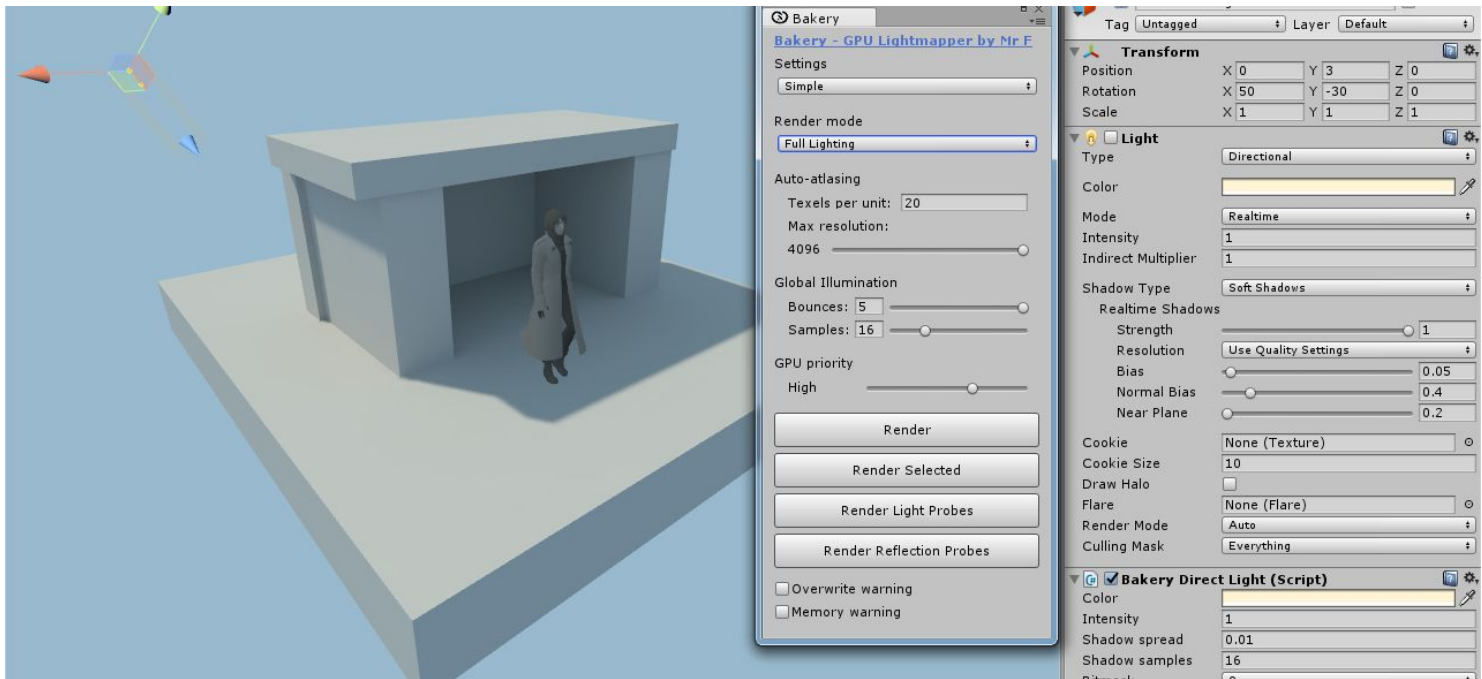 Bakery
Bakery - GPU Lightmapper by Mr F
Settings
Simple
Render mode
Full Lighting
Auto-atlasing
Texels per unit: 20
Max resolution:
4096
Global Illumination
Bounces: 5
Samples: 16
GPU priority
High
Render
Render Selected
Render Light Probes
Render Reflection Probes
Overwrite warning
Memory warning
Tag Untagged Layer Default
Transform
Position X 0 Y 3 Z 0
Rotation X 50 Y -30 Z 0
Scale X 1 Y 1 Z 1
Light
Type Directional
Color
Mode Realtime
Intensity 1
Indirect Multiplier 1
Shadow Type Soft Shadows
Realtime Shadows
Strength 1
Resolution Use Quality Settings
Bias 0.05
Normal Bias 0.4
Near Plane 0.2
Cookie None (Texture)
Cookie Size 10
Draw Halo
Flare None (Flare)
Render Mode Auto
Culling Mask Everything
Bakery Direct Light (Script)
Color
Intensity 1
Shadow spread 0.01
Shadow samples 16